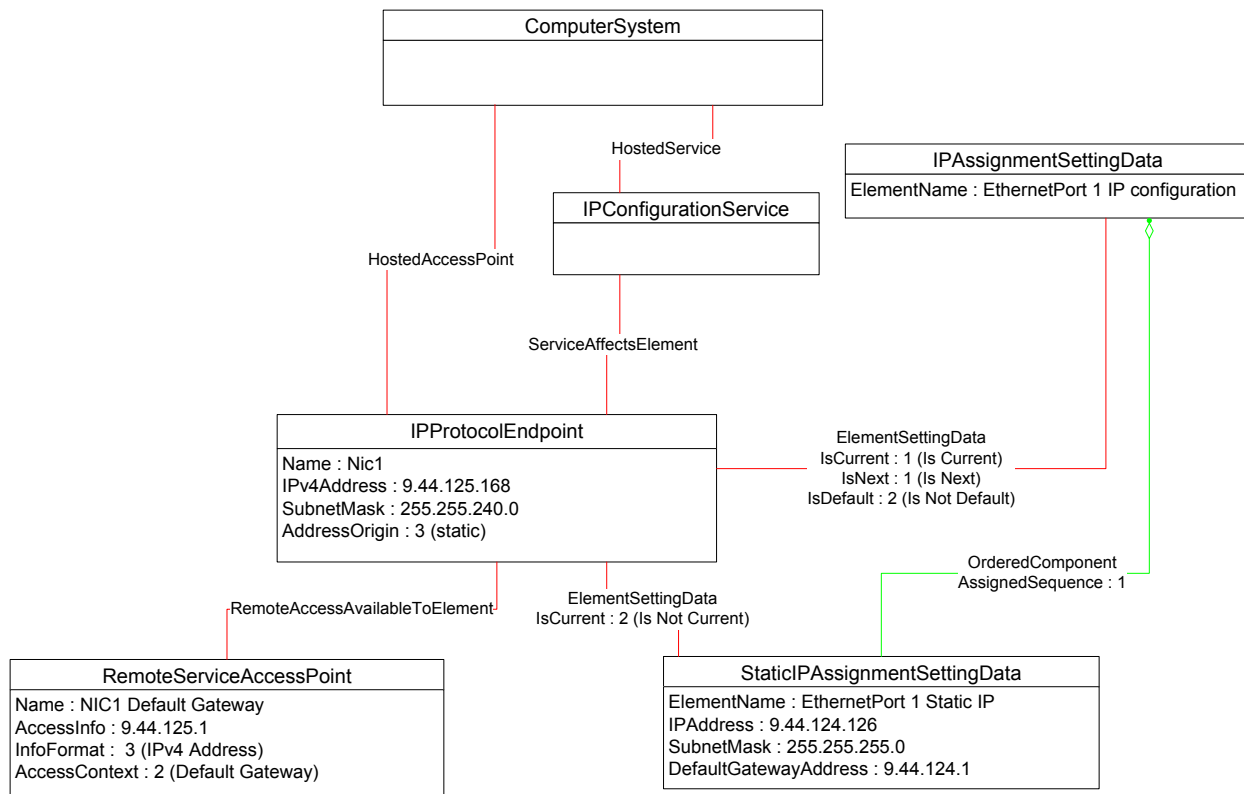 ComputerSystem
HostedService
IPAssignmentSettingData
ElementName : EthernetPort 1 IP configuration
IPConfigurationService
HostedAccessPoint
ServiceAffectsElement
IPProtocolEndpoint
Name : Nic1
IPv4Address : 9.44.125.168
SubnetMask : 255.255.240.0
AddressOrigin : 3 (static)
ElementSettingData
IsCurrent : 1 (Is Current)
IsNext : 1 (Is Next)
IsDefault : 2 (Is Not Default)
OrderedComponent
AssignedSequence : 1
RemoteAccessAvailableToElement
ElementSettingData
IsCurrent : 2 (Is Not Current)
RemoteServiceAccessPoint
Name : NIC1 Default Gateway
AccessInfo : 9.44.125.1
InfoFormat :  3 (IPv4 Address)
AccessContext : 2 (Default Gateway)
StaticIPAssignmentSettingData
ElementName : EthernetPort 1 Static IP
IPAddress : 9.44.124.126
SubnetMask : 255.255.255.0
DefaultGatewayAddress : 9.44.124.1